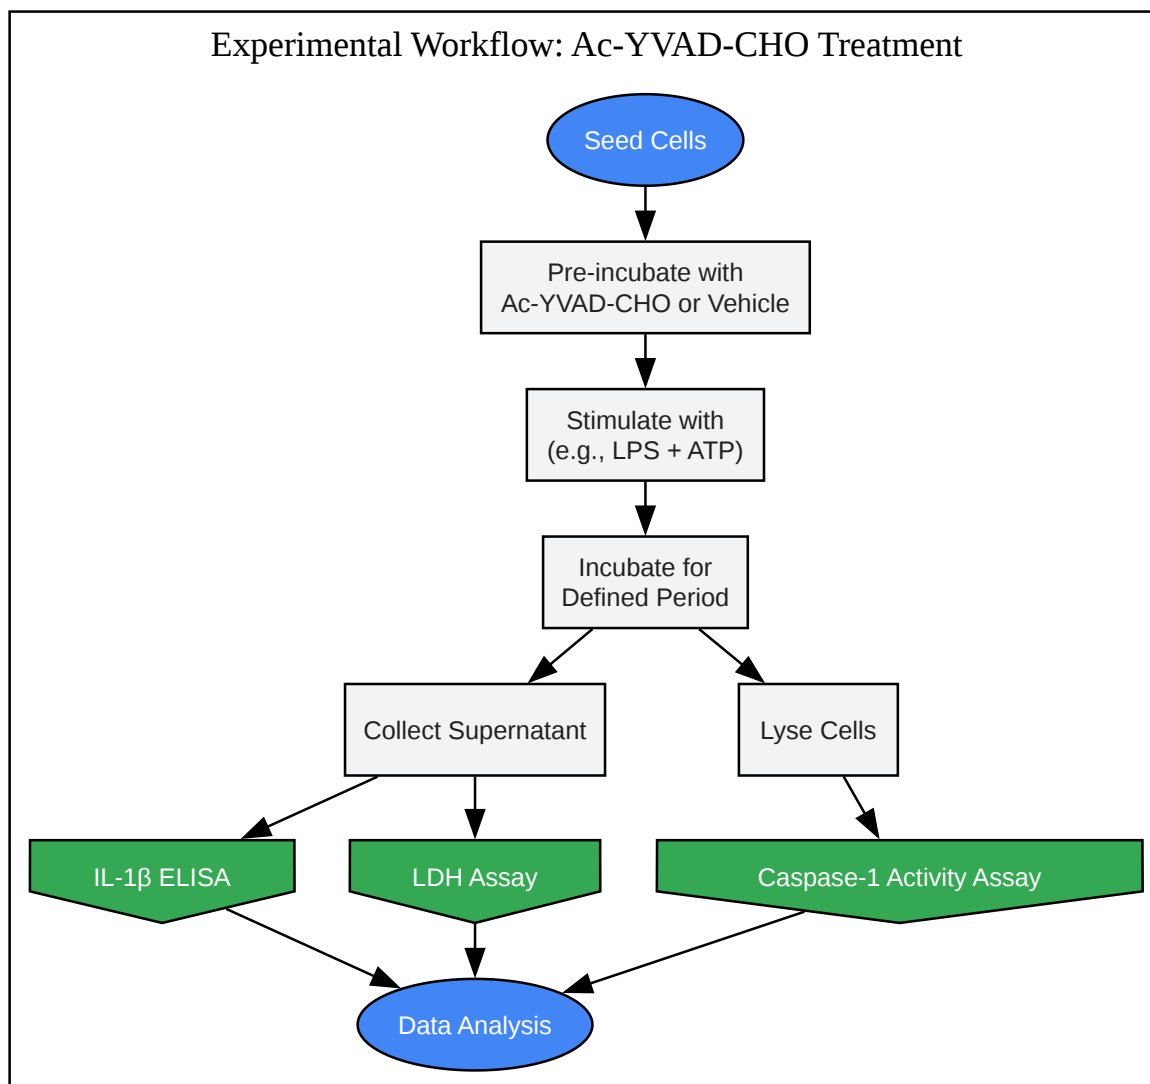 Experimental Workflow: Ac-YVAD-CHO Treatment
Seed Cells
Pre-incubate with
Ac-YVAD-CHO or Vehicle
Stimulate with
(e.g., LPS + ATP)
Incubate for
Defined Period
Collect Supernatant
Lyse Cells
IL-1β ELISA
LDH Assay
Caspase-1 Activity Assay
Data Analysis